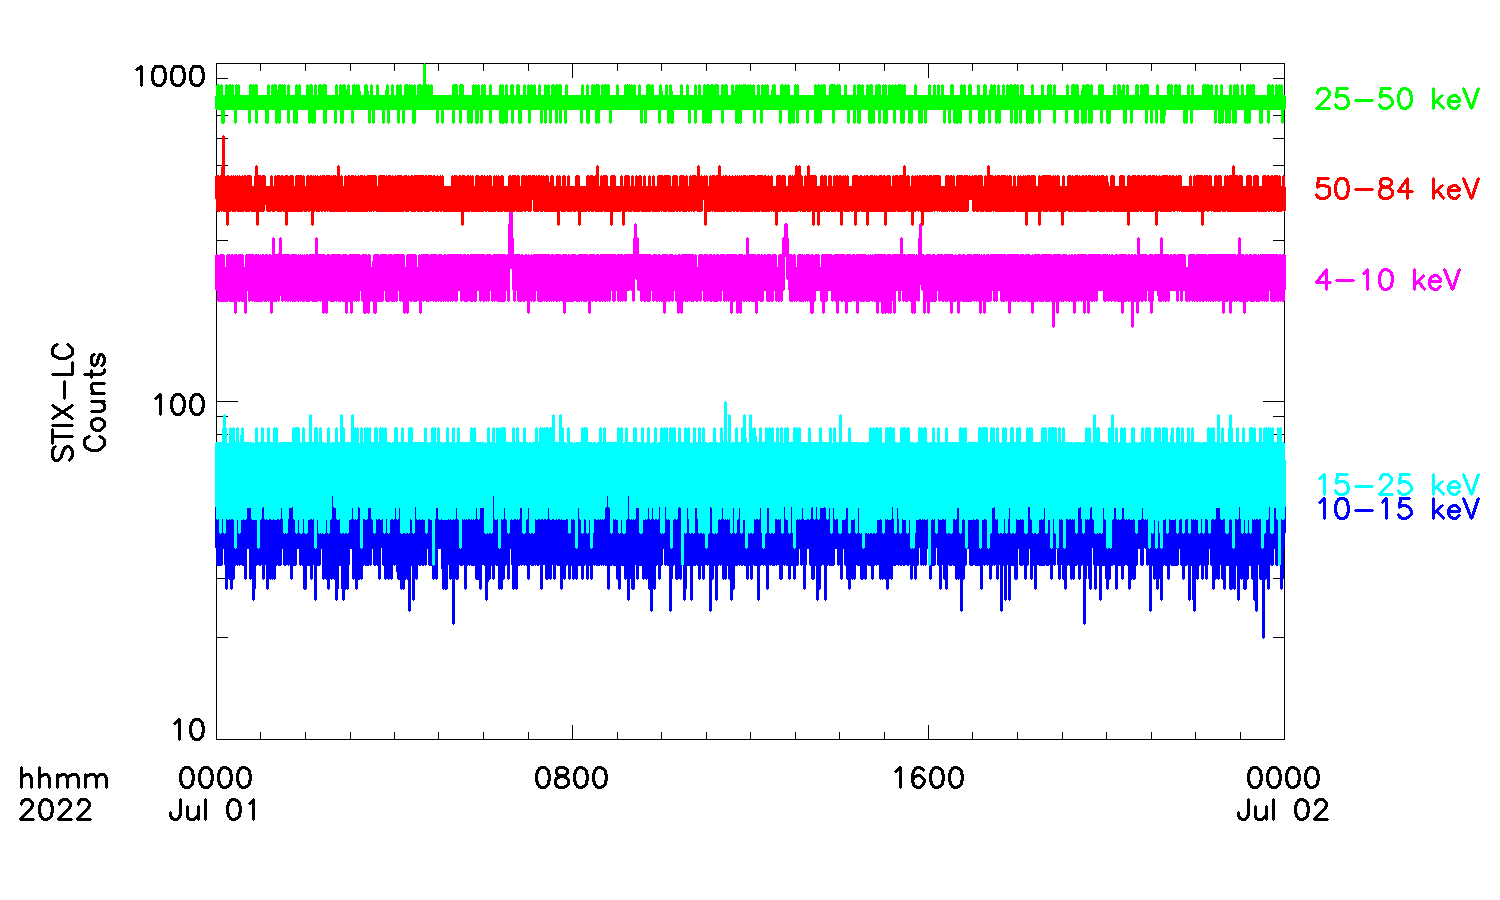 1000
25-50 keV
50-84 keV
4-10 keV
STIX-LC
Counts
100
15-25 keV
10-15 keV
10
hhmm 0000 0800 1600 0000
2022 Jul 01 Jul 02